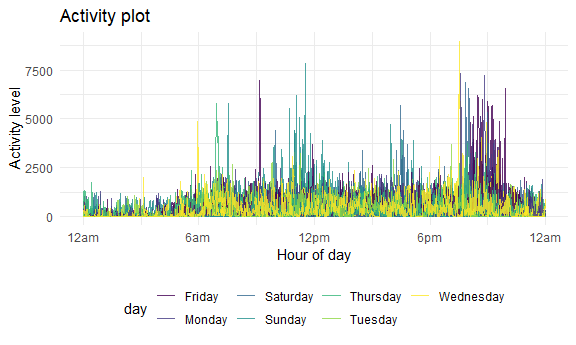 Activity plot
7500
5000
2500
0
Activity level
12am 6am 12pm 6pm 12am
Hour of day
day
Friday Saturday Thursday Wednesday
Monday Sunday Tuesday